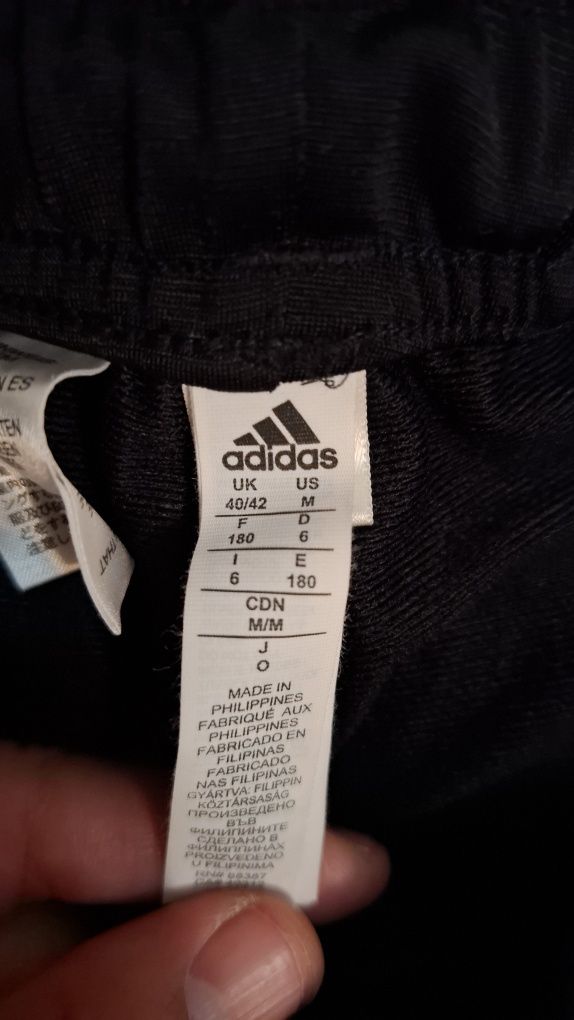 adidas
UK US
40/42 M
F D
180 6
I E
6 180
CDN
M/M
J
O
MADE IN
PHILIPPINES
FABRIQUÉ AUX
PHILIPPINES
FABRICADO EN
FILIPINAS
FABRICADO
NAS FILIPINAS
GYÁRTVA: FILIPPIN
KÖZTÁRSASÁG
ПРОИЗВЕДЕНО
ВЪВ
ФИЛИПИНИТЕ
СДЕЛАНО В
ФИЛИППИНАХ
PROIZVEDENO
U FILIPINIMA
RN# 88387